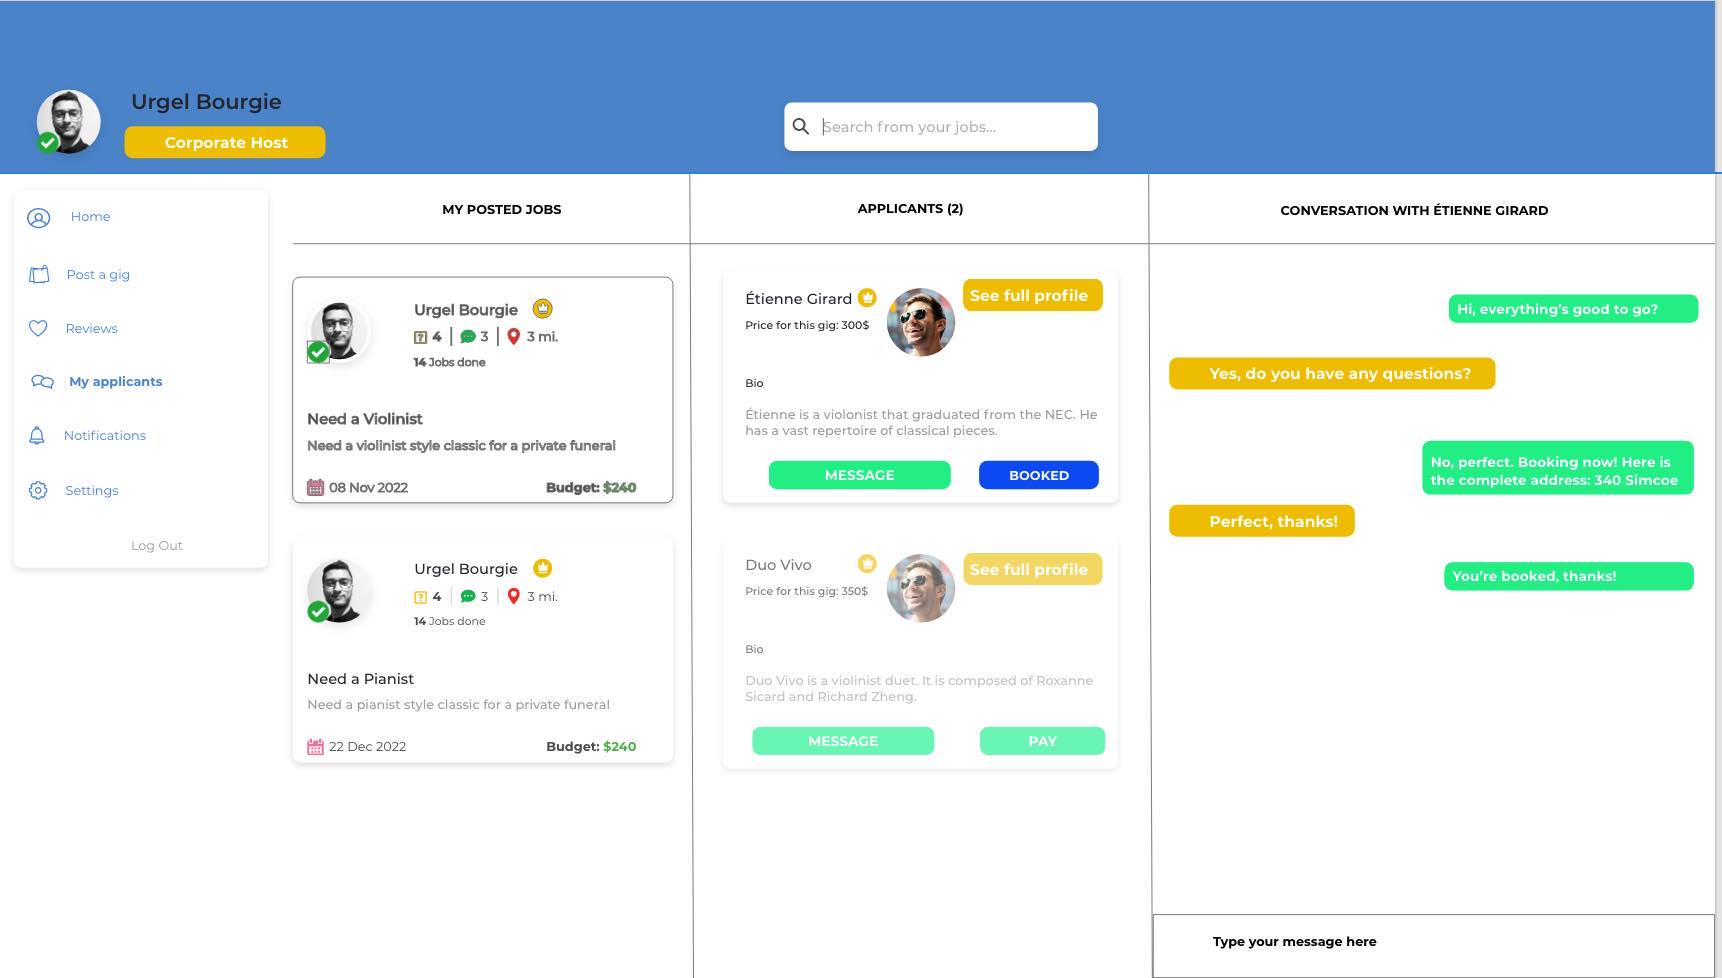 Urgel Bourgie
Corporate Host
Search from your jobs...
Home
Post a gig
Reviews
My applicants
Notifications
Settings
Log Out
MY POSTED JOBS
Urgel Bourgie
? 4 3 3 mi.
14 Jobs done
Need a Violinist
Need a violinist style classic for a private funeral
08 Nov 2022 Budget: $240
Urgel Bourgie
? 4 3 3 mi.
14 Jobs done
Need a Pianist
Need a pianist style classic for a private funeral
22 Dec 2022 Budget: $240
APPLICANTS (2)
Étienne Girard See full profile
Price for this gig: 300$
Bio
Étienne is a violonist that graduated from the NEC. He
has a vast repertoire of classical pieces.
MESSAGE BOOKED
Duo Vivo See full profile
Price for this gig: 350$
Bio
Duo Vivo is a violinist duet. It is composed of Roxanne
Sicard and Richard Zheng.
MESSAGE PAY
CONVERSATION WITH ÉTIENNE GIRARD
Hi, everything's good to go?
Yes, do you have any questions?
No, perfect. Booking now! Here is
the complete address: 340 Simcoe
Perfect, thanks!
You're booked, thanks!
Type your message here